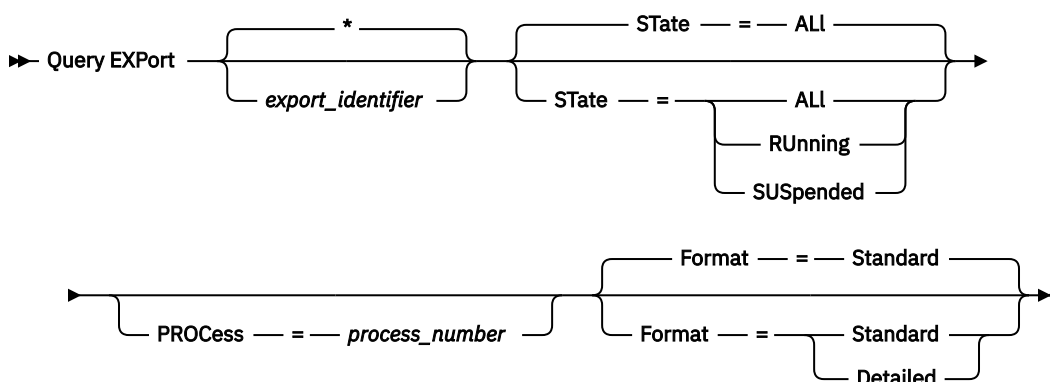 *
STate = ALl
Query EXPort
export_identifier
STate = ALl
RUnning
SUSpended
Format = Standard
PROCess = process_number
Format = Standard
Detailed